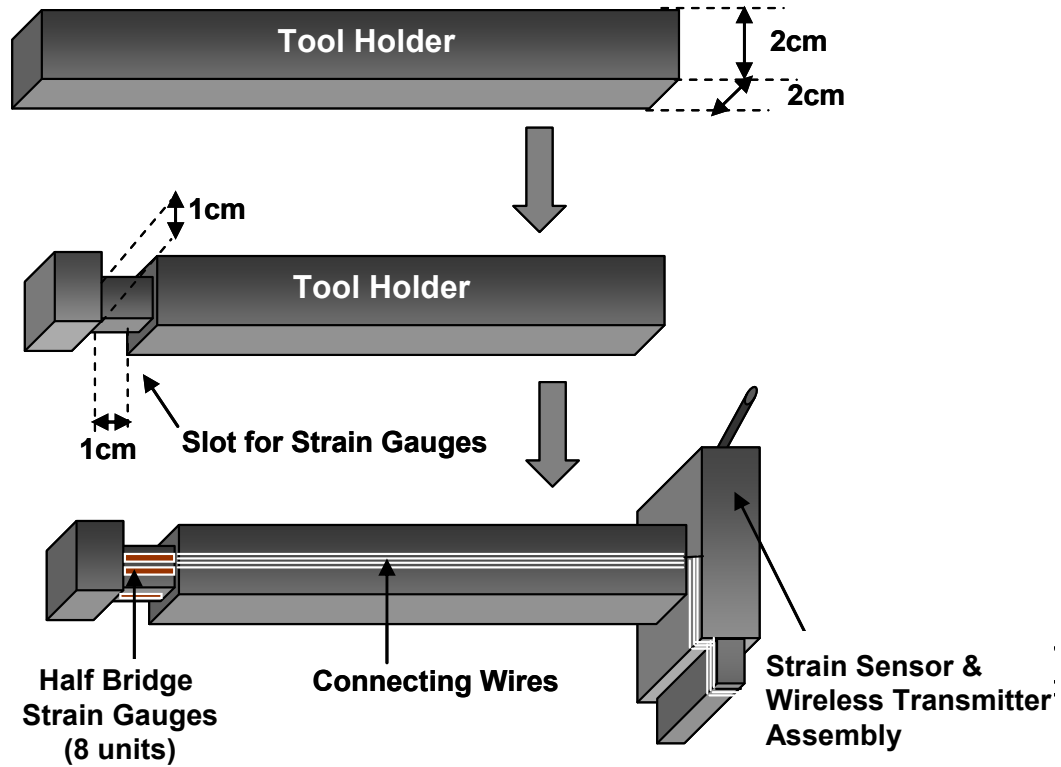 Tool Holder
2cm
2cm
1cm
Tool Holder
1cm
Slot for Strain Gauges
Half Bridge
Strain Gauges
(8 units)
Connecting Wires
Strain Sensor &
Wireless Transmitter
Assembly